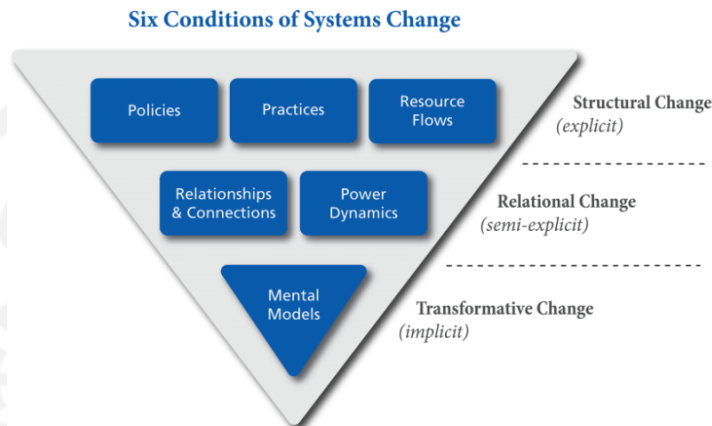 Six Conditions of Systems Change
Policies
Practices
Resource
Flows
Structural Change
(explicit)
Relationships
& Connections
Power
Dynamics
Relational Change
(semi-explicit)
Mental
Models
Transformative Change
(implicit)